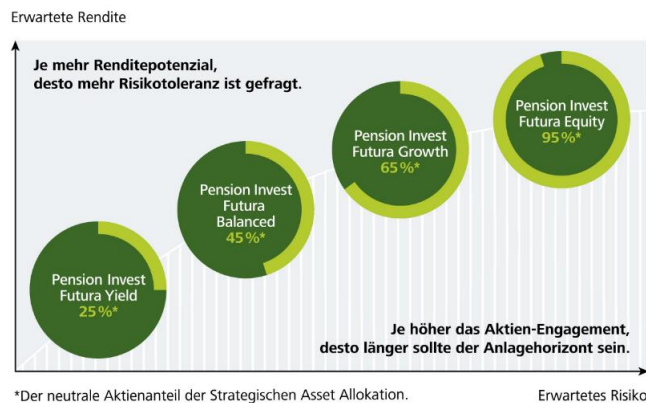 Erwartete Rendite
Je mehr Renditepotenzial,
desto mehr Risikotoleranz ist gefragt.
Pension Invest
Futura Equity
95%*
Pension Invest
Futura Growth
65%*
Pension Invest
Futura
Balanced
45%*
Pension Invest
Futura Yield
25%*
Je höher das Aktien-Engagement,
desto länger sollte der Anlagehorizont sein.
*Der neutrale Aktienanteil der Strategischen Asset Allokation.
Erwartetes Risiko